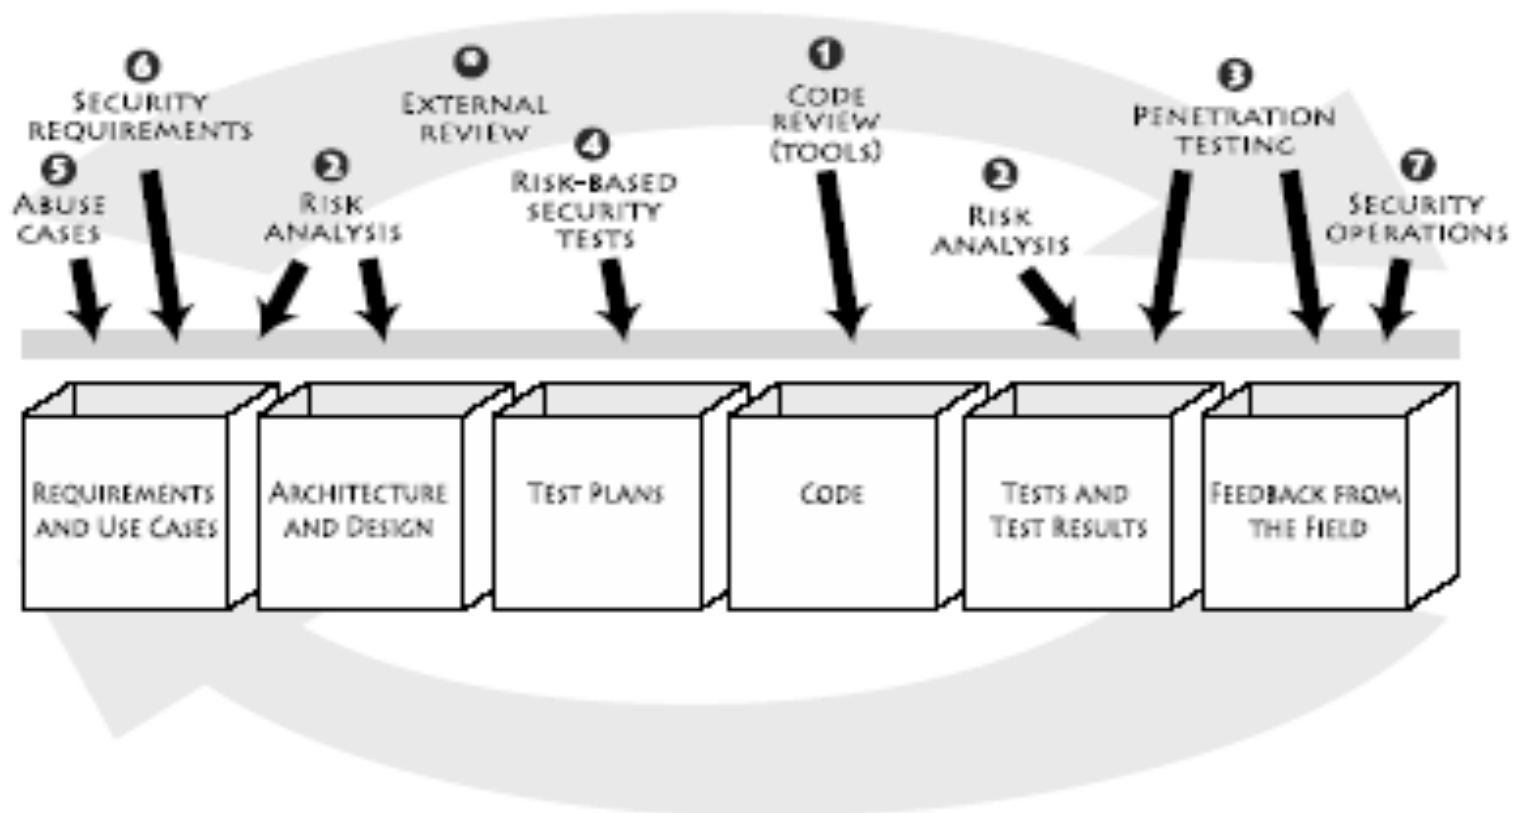 6
SECURITY
REQUIREMENTS
5
ABUSE
CASES
2
RISK
ANALYSIS
*
EXTERNAL
REVIEW
4
RISK-BASED
SECURITY
TESTS
1
CODE
REVIEW
(TOOLS)
2
RISK
ANALYSIS
3
PENETRATION
TESTING
7
SECURITY
OPERATIONS
REQUIREMENTS
AND USE CASES
ARCHITECTURE
AND DESIGN
TEST PLANS
CODE
TESTS AND
TEST RESULTS
FEEDBACK FROM
THE FIELD